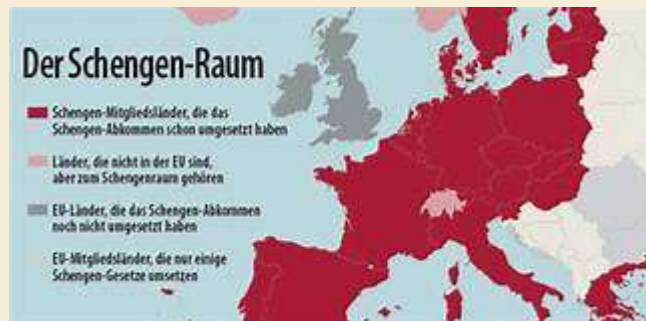 Der Schengen-Raum
Schengen-Mitgliedsländer, die das
Schengen-Abkommen schon umgesetzt haben
Länder, die nicht in der EU sind,
aber zum Schengenraum gehören
EU-Länder, die das Schengen-Abkommen
noch nicht umgesetzt haben
EU-Mitgliedsländer, die nur einige
Schengen-Gesetze umsetzen